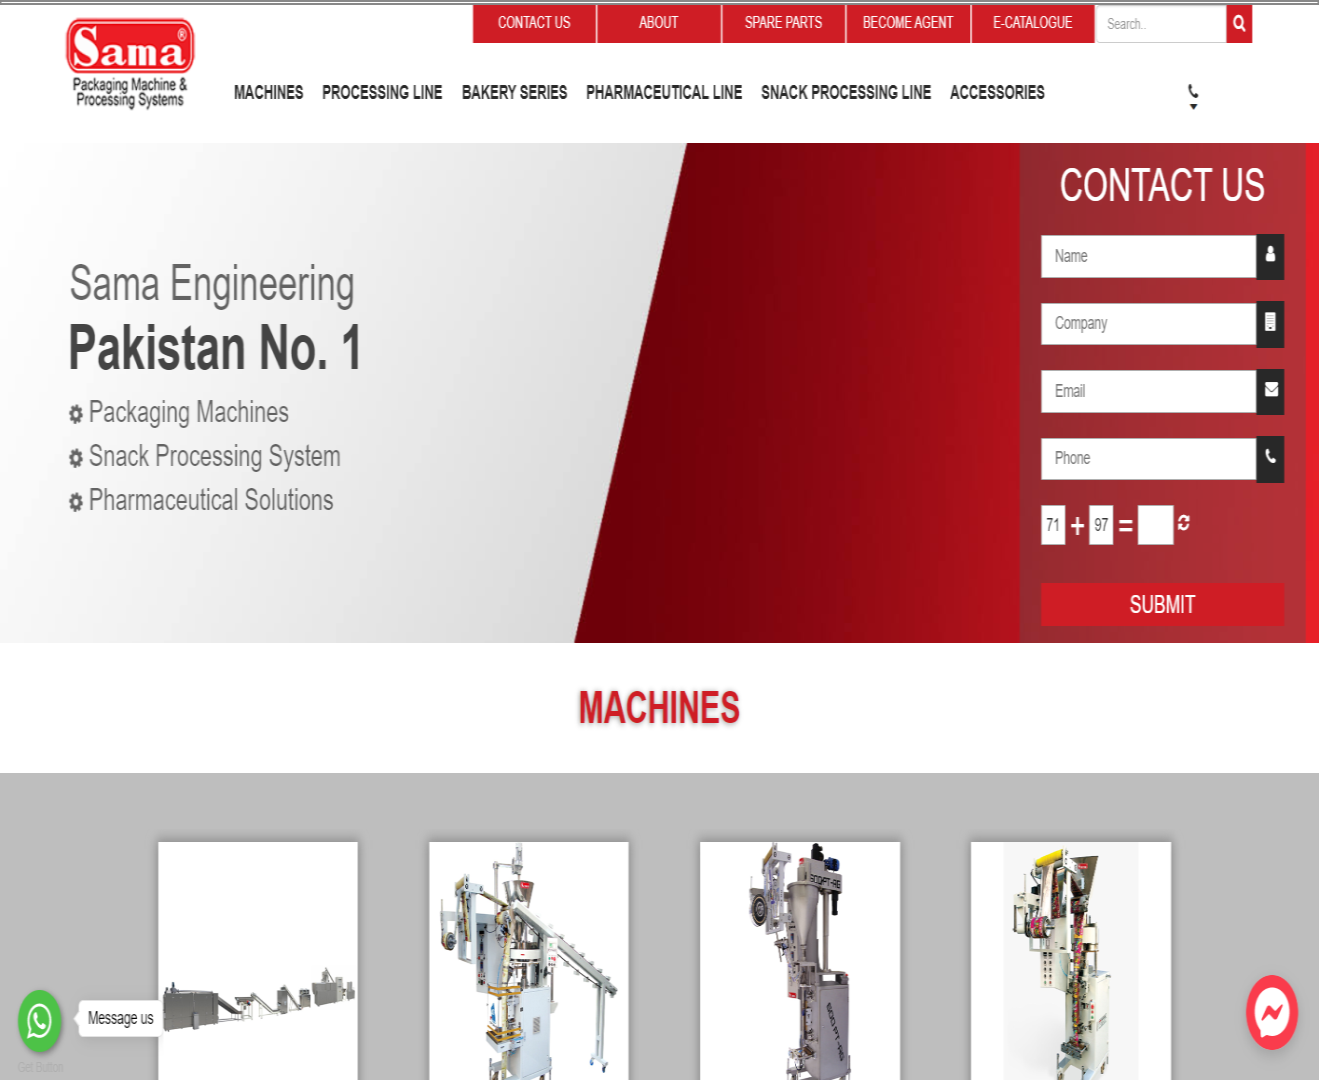 CONTACT US
ABOUT
SPARE PARTS
BECOME AGENT
E-CATALOGUE
Search..
Sama®
Packaging Machine &
Processing Systems
MACHINES
PROCESSING LINE
BAKERY SERIES
PHARMACEUTICAL LINE
SNACK PROCESSING LINE
ACCESSORIES
Sama Engineering
Pakistan No. 1
Packaging Machines
Snack Processing System
Pharmaceutical Solutions
CONTACT US
Name
Company
Email
Phone
71 + 97 =
SUBMIT
MACHINES
Message us
Get Button